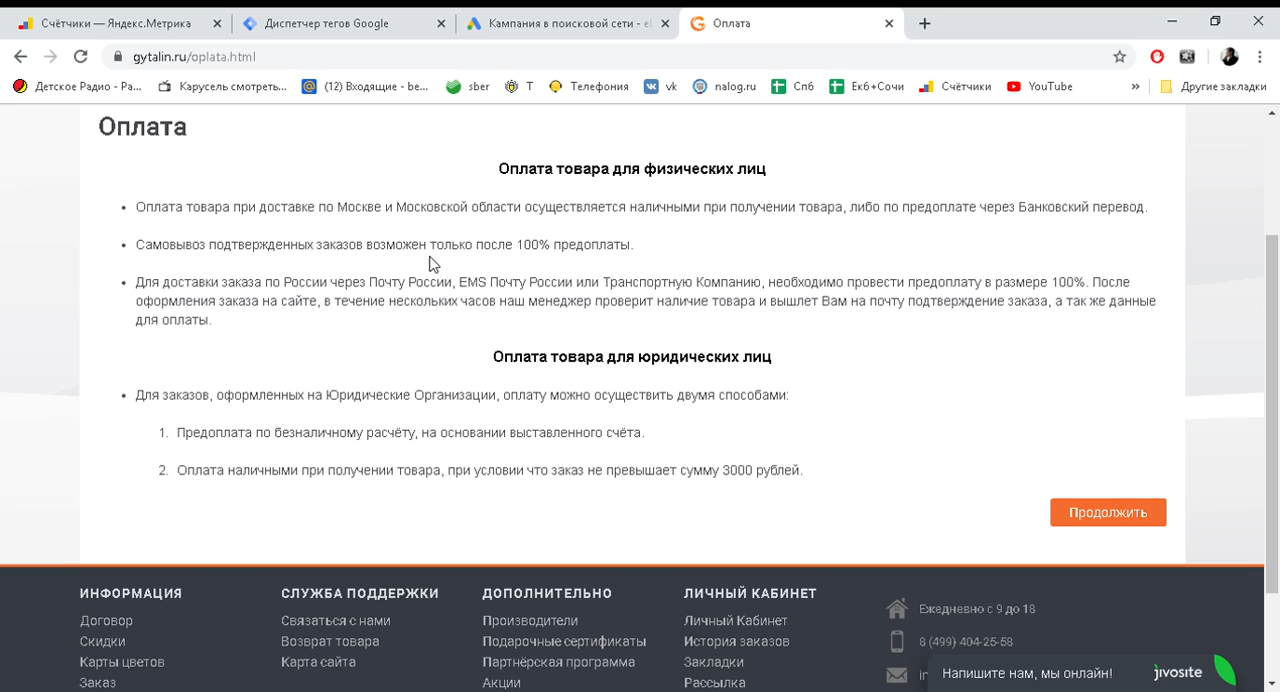 Счётчики — Яндекс.Метрика
Диспетчер тегов Google
Кампания в поисковой сети - el
Оплата
gytalin.ru/oplata.html
Детское Радио - Ра...
Карусель смотреть...
(12) Входящие - be...
sber
Т
Телефония
vk
nalog.ru
Спб
Екб+Сочи
Счётчики
YouTube
»
Другие закладки
Оплата
Оплата товара для физических лиц
• Оплата товара при доставке по Москве и Московской области осуществляется наличными при получении товара, либо по предоплате через Банковский перевод.
• Самовывоз подтвержденных заказов возможен только после 100% предоплаты.
• Для доставки заказа по России через Почту России, EMS Почту России или Транспортную Компанию, необходимо провести предоплату в размере 100%. После
оформления заказа на сайте, в течение нескольких часов наш менеджер проверит наличие товара и вышлет Вам на почту подтверждение заказа, а так же данные
для оплаты.
Оплата товара для юридических лиц
• Для заказов, оформленных на Юридические Организации, оплату можно осуществить двумя способами:
1. Предоплата по безналичному расчёту, на основании выставленного счёта.
2. Оплата наличными при получении товара, при условии что заказ не превышает сумму 3000 рублей.
Продолжить
ИНФОРМАЦИЯ
Договор
Скидки
Карты цветов
Заказ
СЛУЖБА ПОДДЕРЖКИ
Связаться с нами
Возврат товара
Карта сайта
ДОПОЛНИТЕЛЬНО
Производители
Подарочные сертификаты
Партнёрская программа
Акции
ЛИЧНЫЙ КАБИНЕТ
Личный Кабинет
История заказов
Закладки
Рассылка
Ежедневно с 9 до 18
8 (499) 404-25-58
Напишите нам, мы онлайн!
jivosite